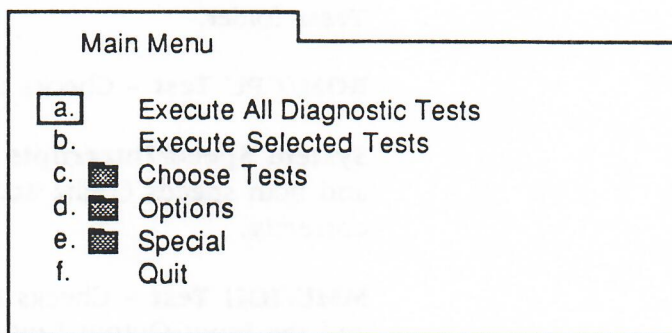 Main Menu
a. Execute All Diagnostic Tests
b. Execute Selected Tests
c. Choose Tests
d. Options
e. Special
f. Quit